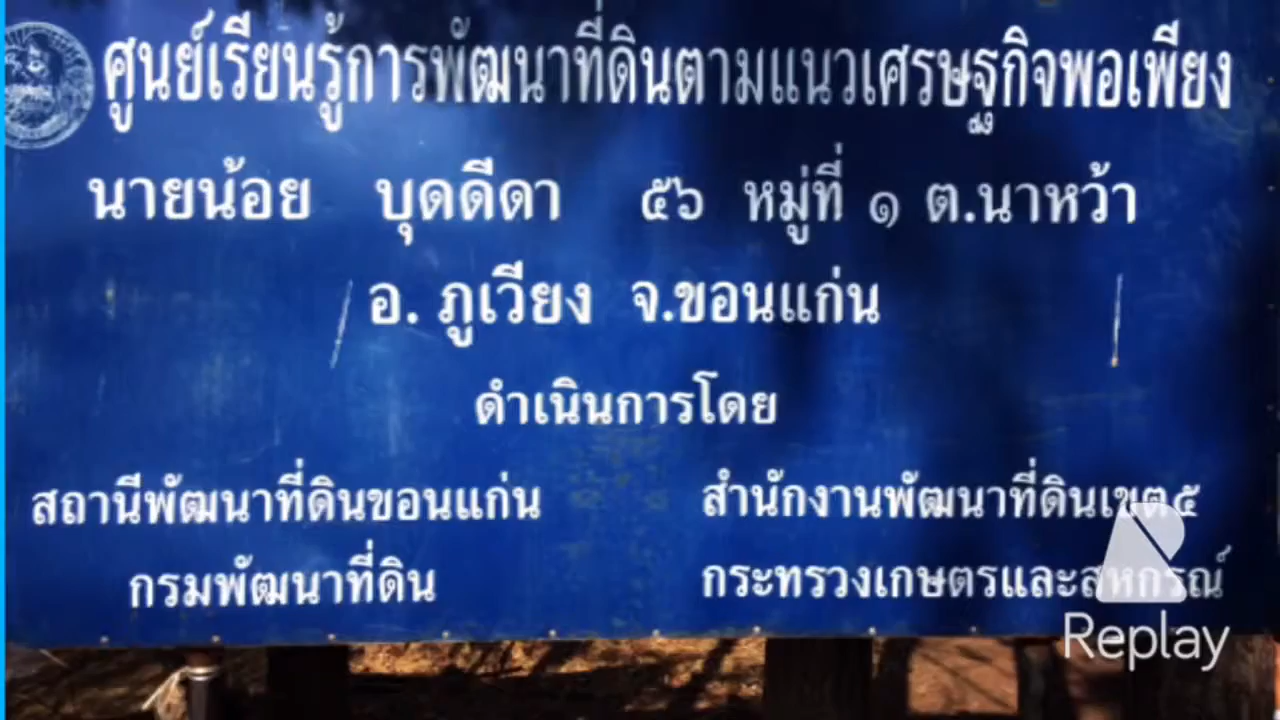 ศูนย์เรียนรู้การพัฒนาที่ดินตามแนวเศรษฐกิจพอเพียง
นายน้อย บุดดีดา ๕๖ หมู่ที่ ๑ ต.นาหว้า
อ. ภูเวียง จ.ขอนแก่น
ดำเนินการโดย
สถานีพัฒนาที่ดินขอนแก่น สำนักงานพัฒนาที่ดินเขต๕
กรมพัฒนาที่ดิน กระทรวงเกษตรและสหกรณ์
Replay